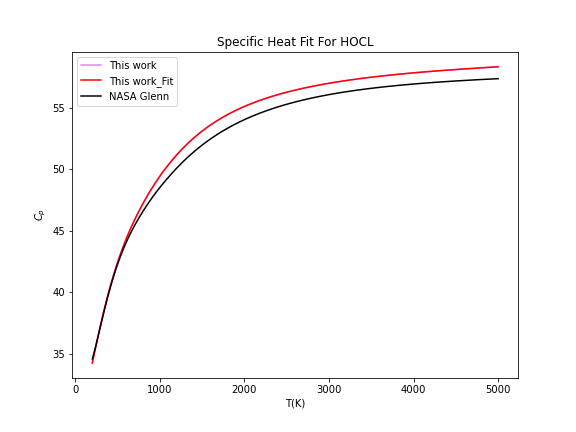 Specific Heat Fit For HOCL
This work
This work_Fit
NASA Glenn
55
50
45
40
35
Cₚ
0 1000 2000 3000 4000 5000
T(K)